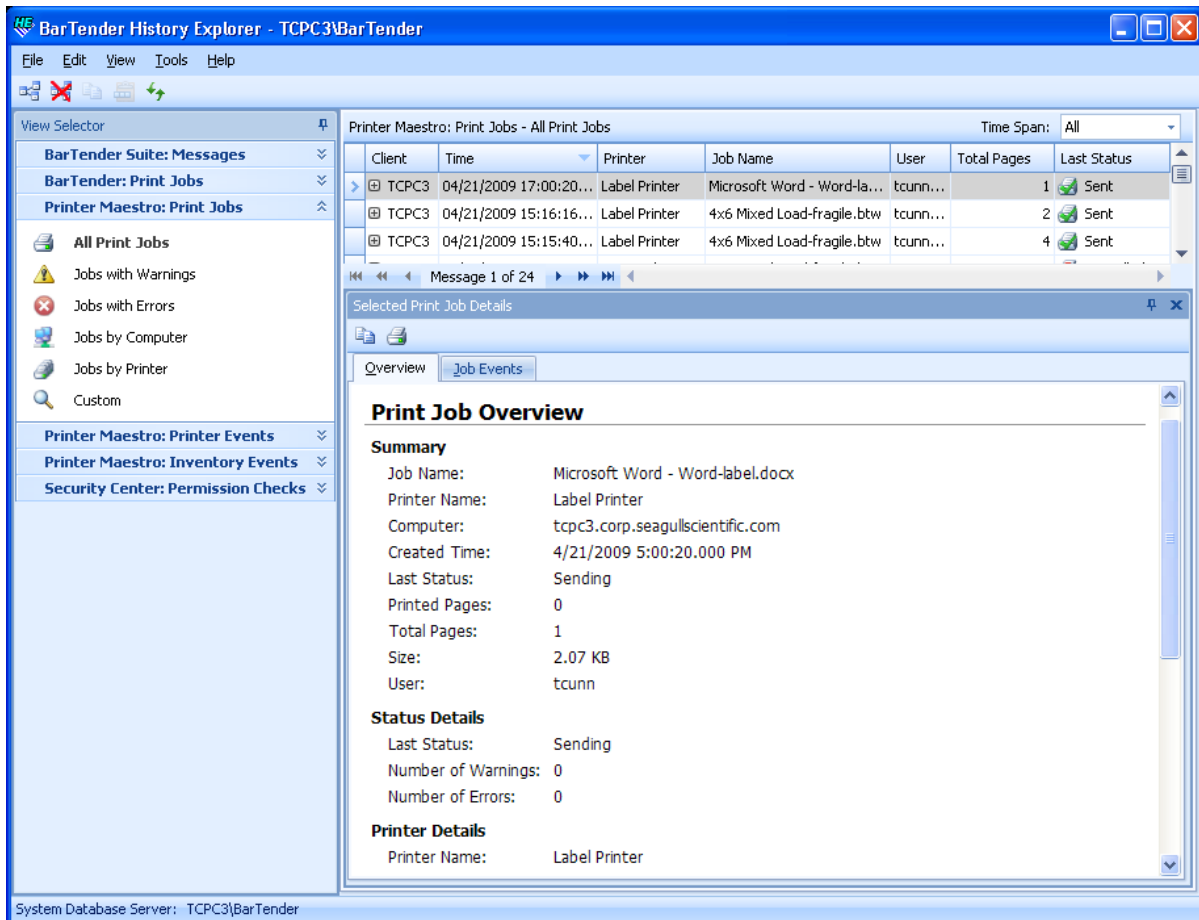 BarTender History Explorer - TCPC3\BarTender
File Edit View Tools Help
View Selector
BarTender Suite: Messages
BarTender: Print Jobs
Printer Maestro: Print Jobs
All Print Jobs
Jobs with Warnings
Jobs with Errors
Jobs by Computer
Jobs by Printer
Custom
Printer Maestro: Printer Events
Printer Maestro: Inventory Events
Security Center: Permission Checks
Printer Maestro: Print Jobs - All Print Jobs Time Span: All
Client Time Printer Job Name User Total Pages Last Status
TCPC3 04/21/2009 17:00:20... Label Printer Microsoft Word - Word-la... tcunn... 1 Sent
TCPC3 04/21/2009 15:16:16... Label Printer 4x6 Mixed Load-fragile.btw tcunn... 2 Sent
TCPC3 04/21/2009 15:15:40... Label Printer 4x6 Mixed Load-fragile.btw tcunn... 4 Sent
Message 1 of 24
Selected Print Job Details
Overview Job Events
Print Job Overview
Summary
Job Name: Microsoft Word - Word-label.docx
Printer Name: Label Printer
Computer: tcpc3.corp.seagullscientific.com
Created Time: 4/21/2009 5:00:20.000 PM
Last Status: Sending
Printed Pages: 0
Total Pages: 1
Size: 2.07 KB
User: tcunn
Status Details
Last Status: Sending
Number of Warnings: 0
Number of Errors: 0
Printer Details
Printer Name: Label Printer
System Database Server: TCPC3\BarTender